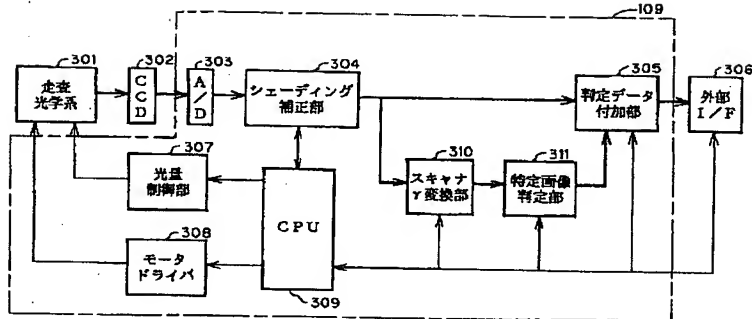 109
301
302
303
304
305
306
走査
光学系
CCD
A/D
シェーディング
補正部
判定データ
付加部
外部
I/F
307
310
311
光量
制御部
CPU
スキャナ
γ変換部
特定画像
判定部
308
モータ
ドライバ
309